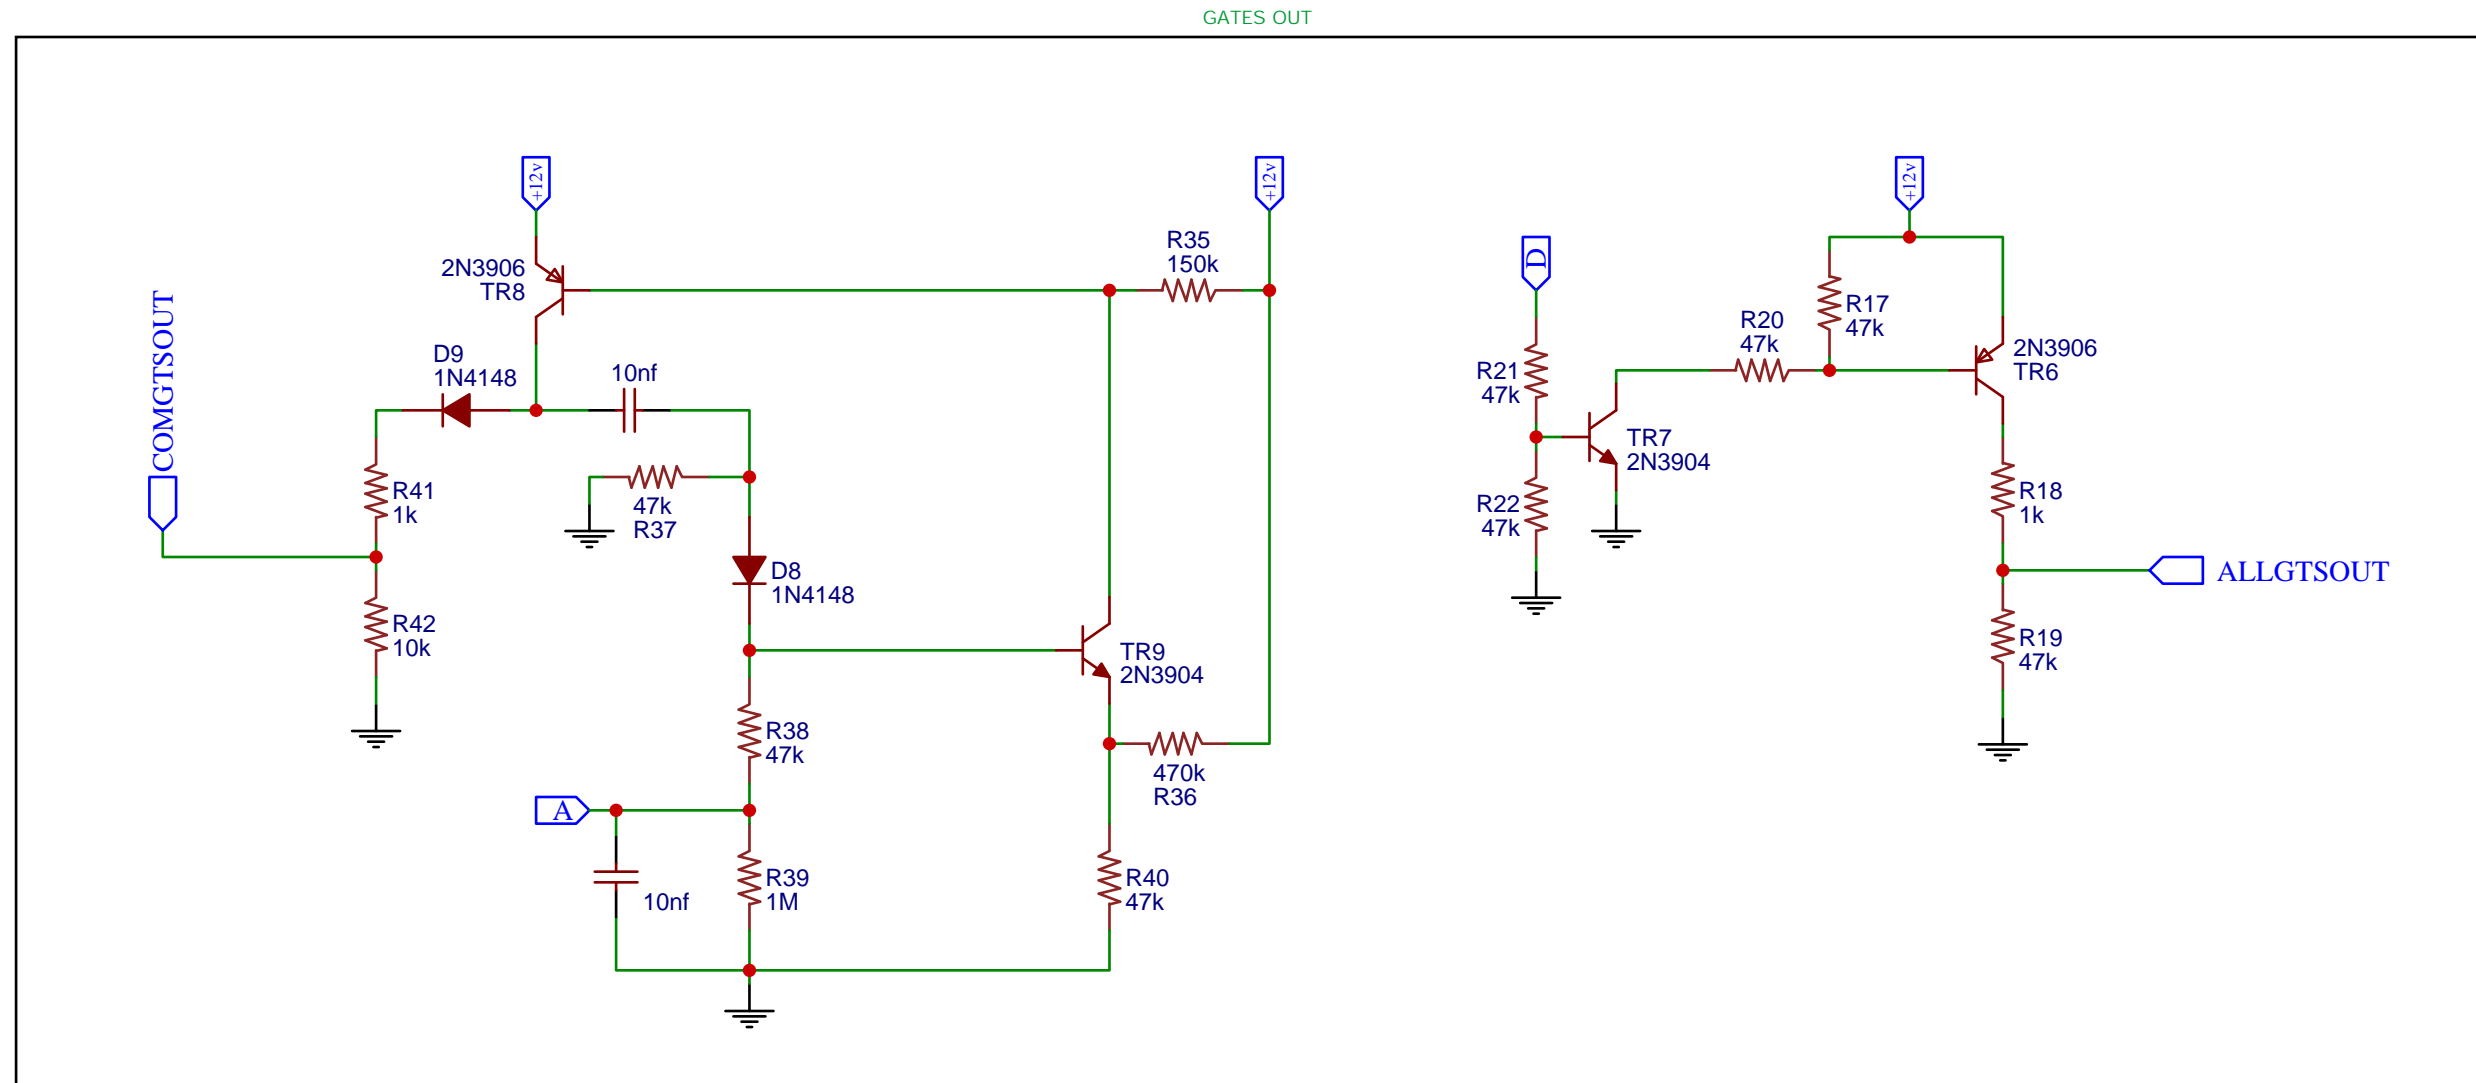 GATES OUT
+12v
+12v
+12v
R35
150k
D
2N3906
TR8
COMGTSOUT
R17
47k
R20
47k
2N3906
TR6
D9
1N4148
10nf
R21
47k
R41
1k
47k
R37
TR7
2N3904
R22
47k
R18
1k
D8
1N4148
ALLGTSOUT
R42
10k
TR9
2N3904
R19
47k
R38
47k
470k
R36
A
R39
1M
10nf
R40
47k